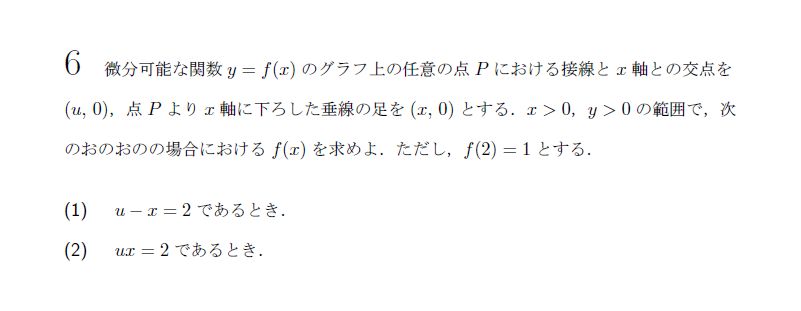 6 微分可能な関数 y = f(x) のグラフ上の任意の点 P における接線と x 軸との交点を
(u, 0)，点 P より x 軸に下ろした垂線の足を (x, 0) とする．x > 0，y > 0 の範囲で，次
のおのおのの場合における f(x) を求めよ．ただし，f(2) = 1 とする．
(1) u − x = 2 であるとき．
(2) ux = 2 であるとき．